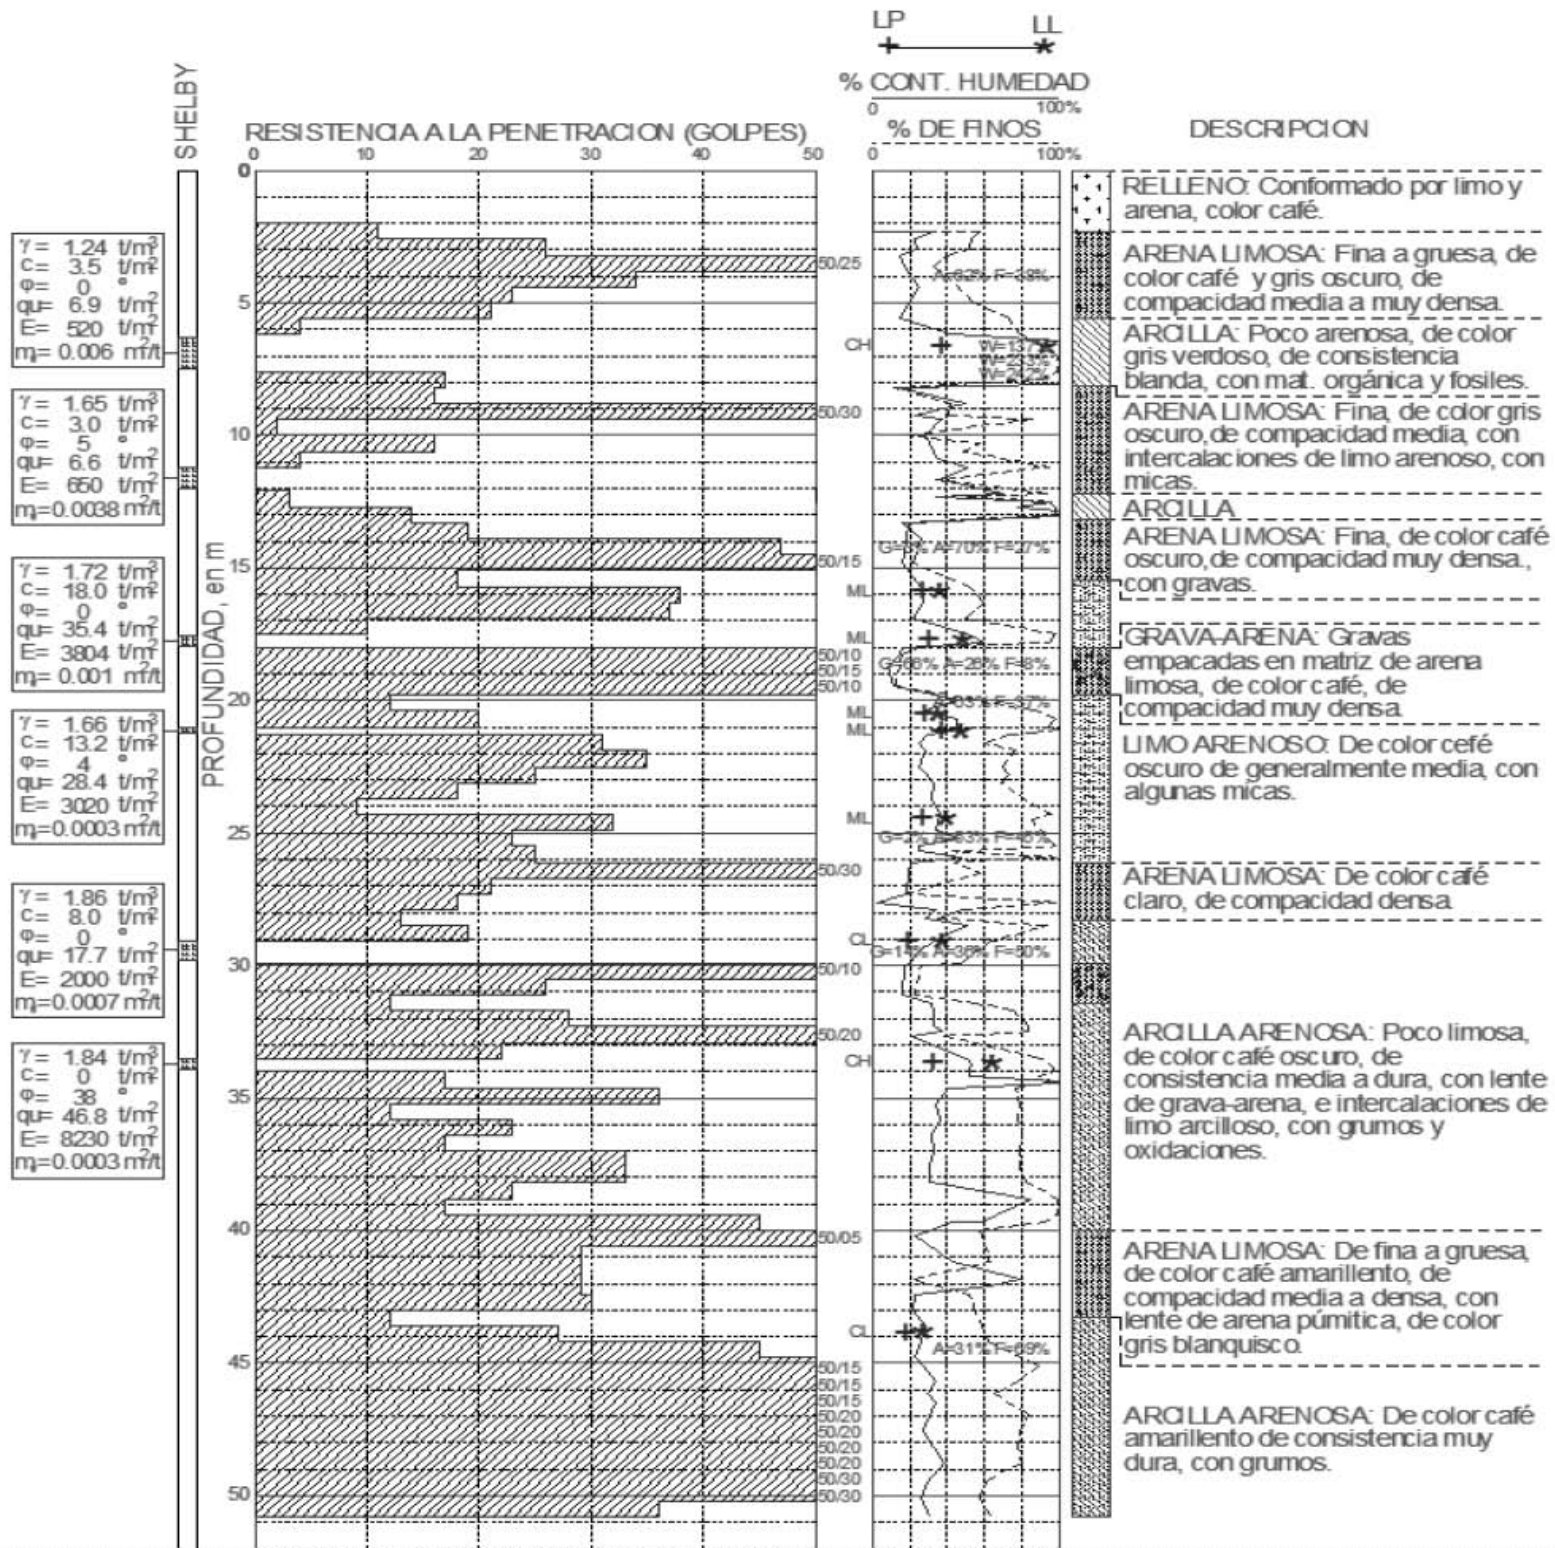 LP LL
% CONT. HUMEDAD
0 100%
SHELBY
RESISTENCIA A LA PENETRACION (GOLPES)
% DE FINOS
DESCRIPCION
0 10 20 30 40 50
0 100%
PROFUNDIDAD, en m
0
5
10
15
20
25
30
35
40
45
50
γ = 1.24 t/m³
c = 3.5 t/m²
φ = 0 °
qu= 6.9 t/m²
E= 520 t/m²
= 0.006 m²/t
γ = 1.65 t/m³
c = 3.0 t/m²
φ = 5 °
qu= 6.6 t/m²
E= 650 t/m²
=0.0038 m²/t
γ = 1.72 t/m³
c = 18.0 t/m²
φ = 0 °
qu= 35.4 t/m²
E= 3804 t/m²
= 0.001 m²/t
γ = 1.66 t/m³
c = 13.2 t/m²
φ = 4 °
qu= 28.4 t/m²
E= 3020 t/m²
=0.0003 m²/t
γ = 1.86 t/m³
c = 8.0 t/m²
φ = 0 °
qu= 17.7 t/m²
E= 2000 t/m²
=0.0007 m²/t
γ = 1.84 t/m³
c = 0 t/m²
φ = 38 °
qu= 46.8 t/m²
E= 8230 t/m²
=0.0003 m²/t
50/25
50/30
50/15
50/10
50/15
50/10
50/30
50/10
50/20
50/05
50/15
50/15
50/15
50/20
50/20
50/20
50/20
50/30
50/30
F=38%
CH
W=137
W=233%
G=3% A=70% F=27%
ML
ML
G=66% A=26% F=8%
ML
ML
ML
CL
G=14% A=36% F=50%
CH
CL
A=31% F=69%
RELLENO: Conformado por limo y
arena, color café.
ARENA LIMOSA: Fina a gruesa, de
color café y gris oscuro, de
compacidad media a muy densa.
ARCILLA: Poco arenosa, de color
gris verdoso, de consistencia
blanda, con mat. orgánica y fosiles.
ARENA LIMOSA: Fina, de color gris
oscuro, de compacidad media, con
intercalaciones de limo arenoso, con
micas.
ARCILLA
ARENA LIMOSA: Fina, de color café
oscuro, de compacidad muy densa.,
con gravas.
GRAVA-ARENA: Gravas
empacadas en matriz de arena
limosa, de color café, de
compacidad muy densa
LIMO ARENOSO: De color cefé
oscuro de generalmente media, con
algunas micas.
ARENA LIMOSA: De color café
claro, de compacidad densa
ARCILLA ARENOSA: Poco limosa,
de color café oscuro, de
consistencia media a dura, con lente
de grava-arena, e intercalaciones de
limo arcilloso, con grumos y
oxidaciones.
ARENA LIMOSA: De fina a gruesa,
de color café amarillento, de
compacidad media a densa, con
lente de arena púmitica, de color
gris blanquisco.
ARCILLA ARENOSA: De color café
amarillento de consistencia muy
dura, con grumos.